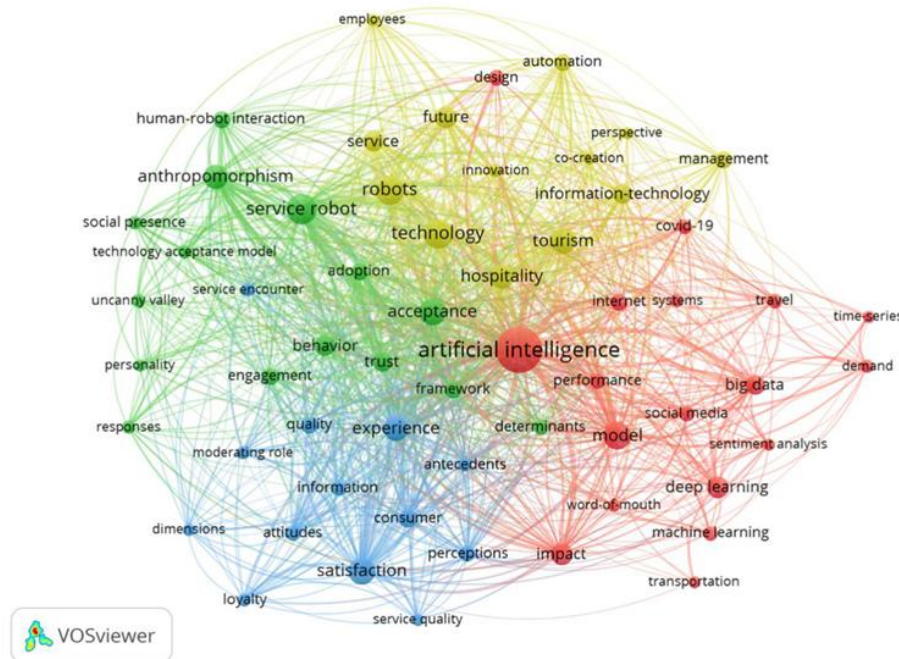 employees
automation
design
human-robot interaction
future
service
perspective
co-creation
management
innovation
anthropomorphism
robots
information-technology
service robot
social presence
covid-19
technology
tourism
technology acceptance model
adoption
hospitality
service encounter
uncanny valley
acceptance
internet
systems
travel
time-series
behavior
artificial intelligence
personality
trust
demand
engagement
framework
performance
big data
responses
quality
experience
determinants
model
social media
sentiment analysis
moderating role
antecedents
information
deep learning
word-of-mouth
dimensions
attitudes
consumer
machine learning
perceptions
impact
satisfaction
transportation
loyalty
service quality
VOSviewer